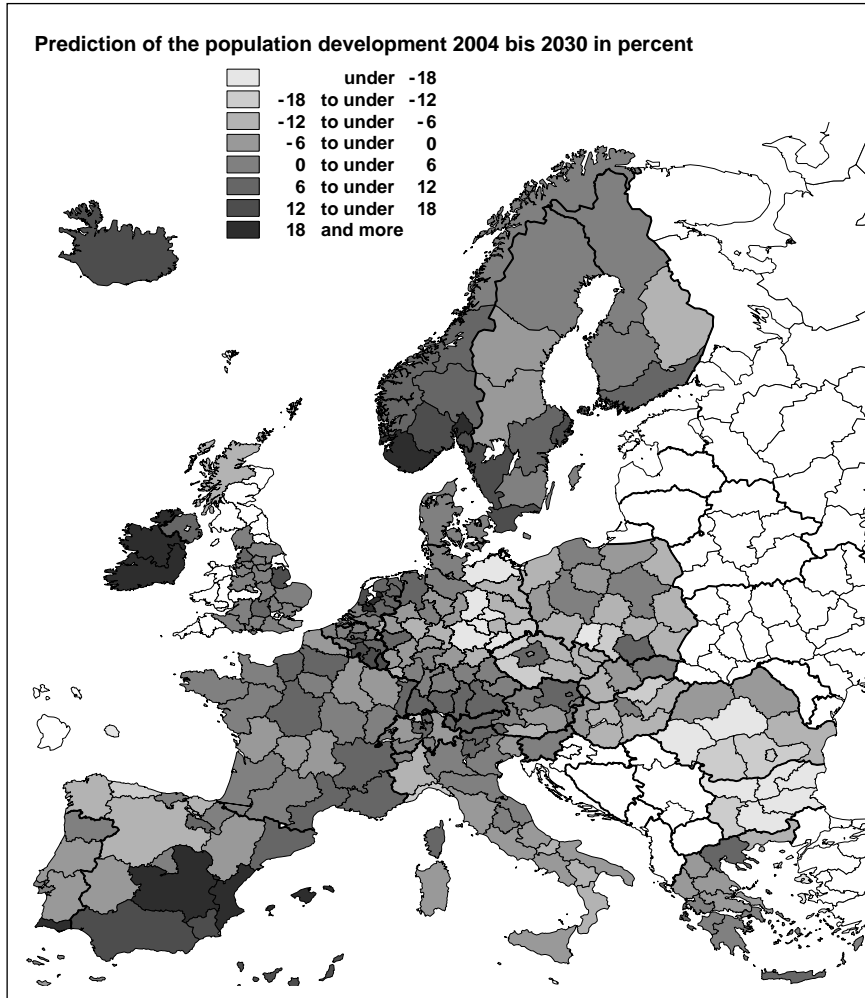 Prediction of the population development 2004 bis 2030 in percent
under -18
-18 to under -12
-12 to under -6
-6 to under 0
0 to under 6
6 to under 12
12 to under 18
18 and more